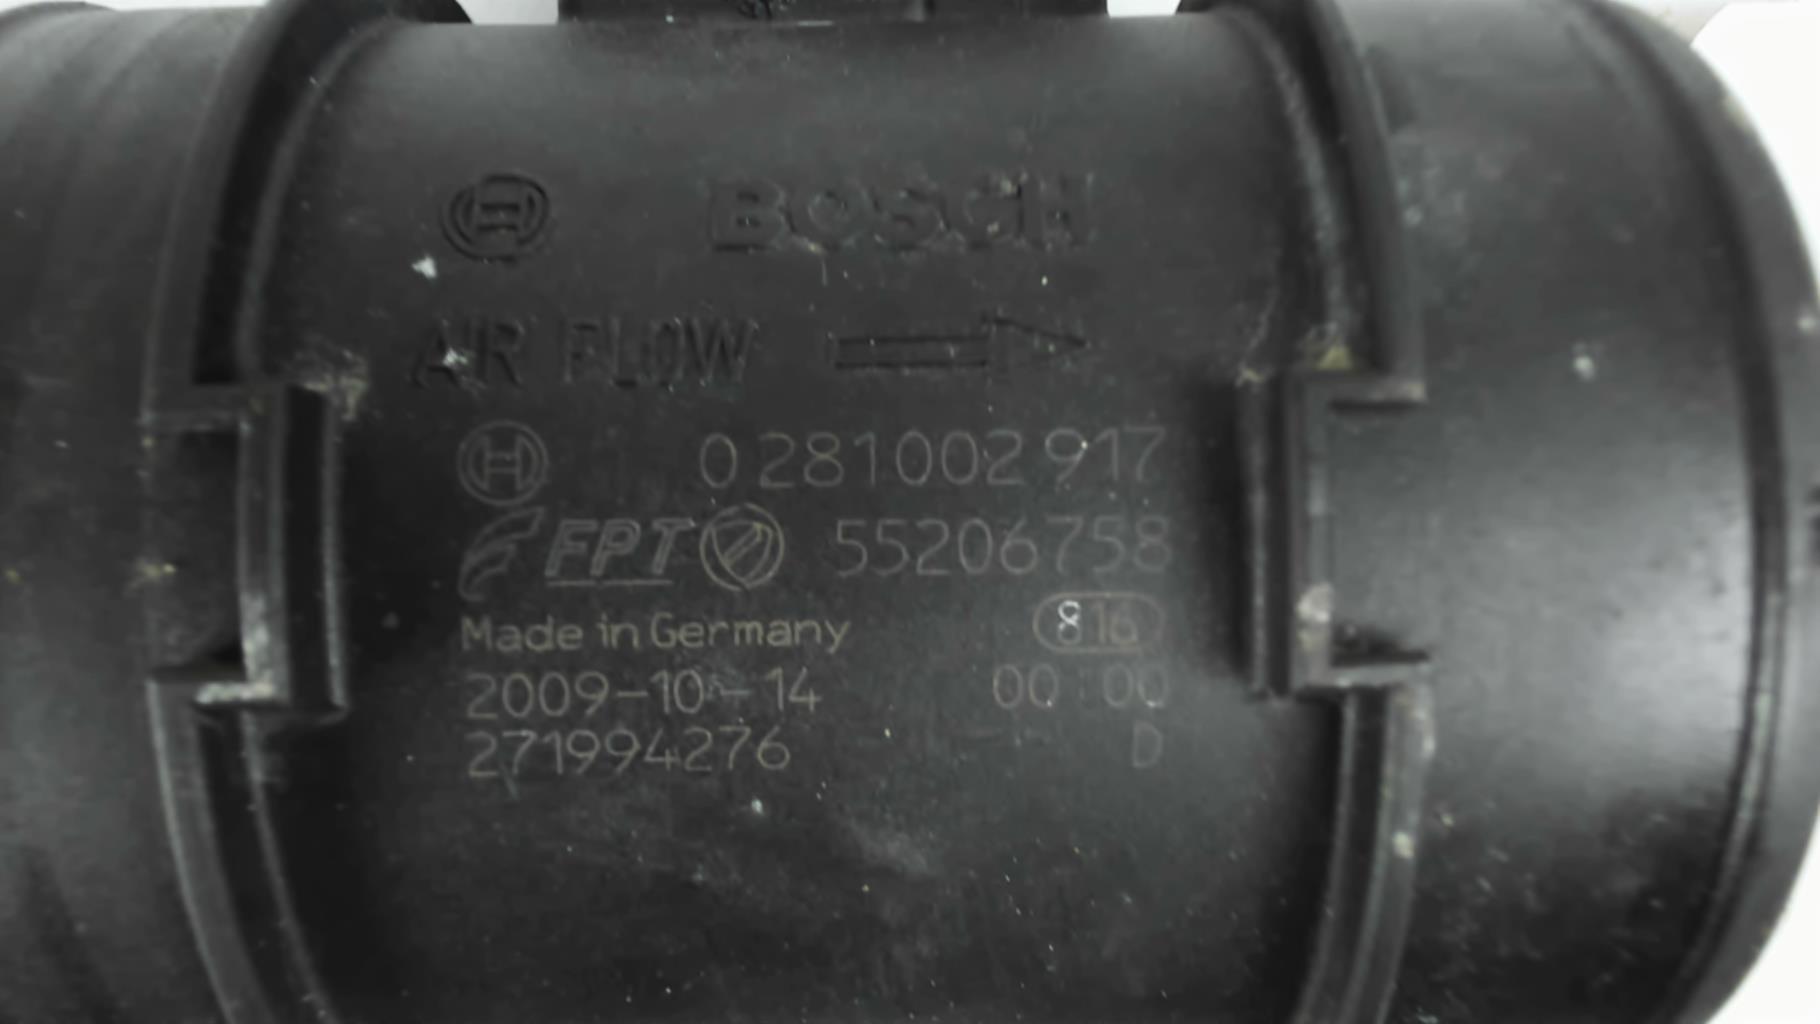 BOSCH
AIR FLOW
0 281 002 917
FPT 55206758
Made in Germany 816
2009-10-14 00:00
271994276 D